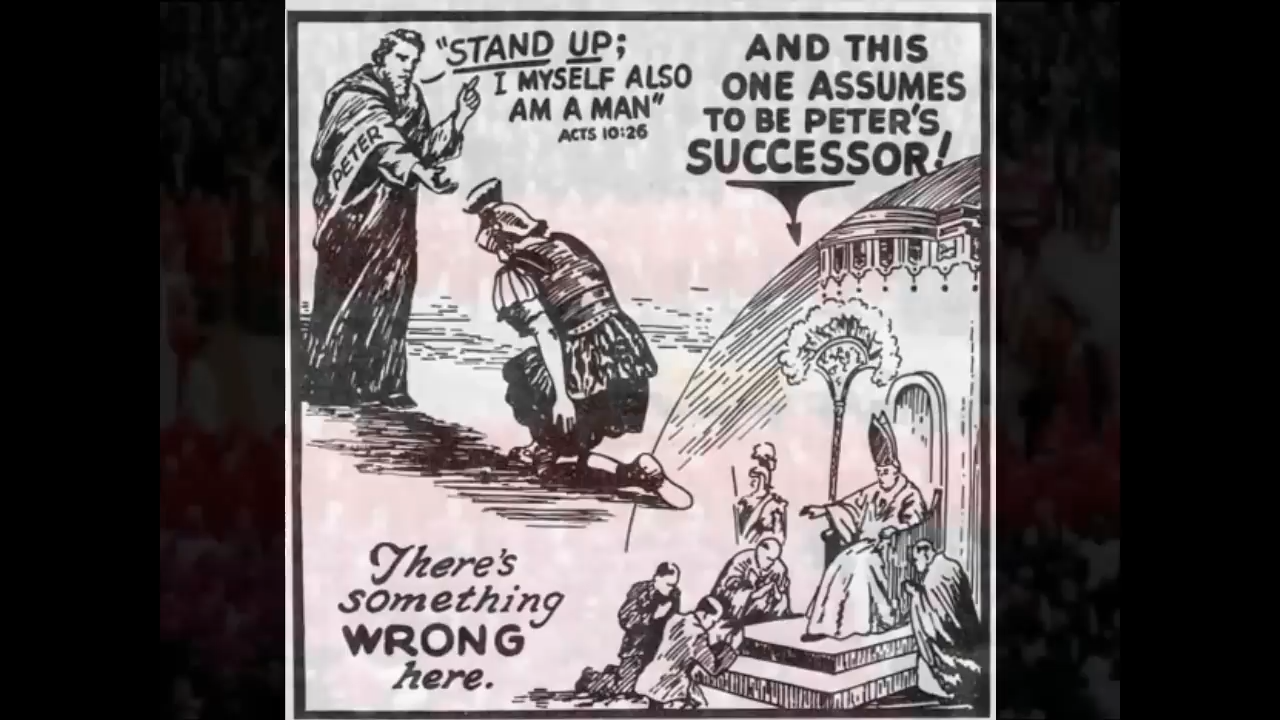 "STAND UP;
I MYSELF ALSO
AM A MAN"
ACTS 10:26
PETER
AND THIS
ONE ASSUMES
TO BE PETER'S
SUCCESSOR!
There's
something
WRONG
here.